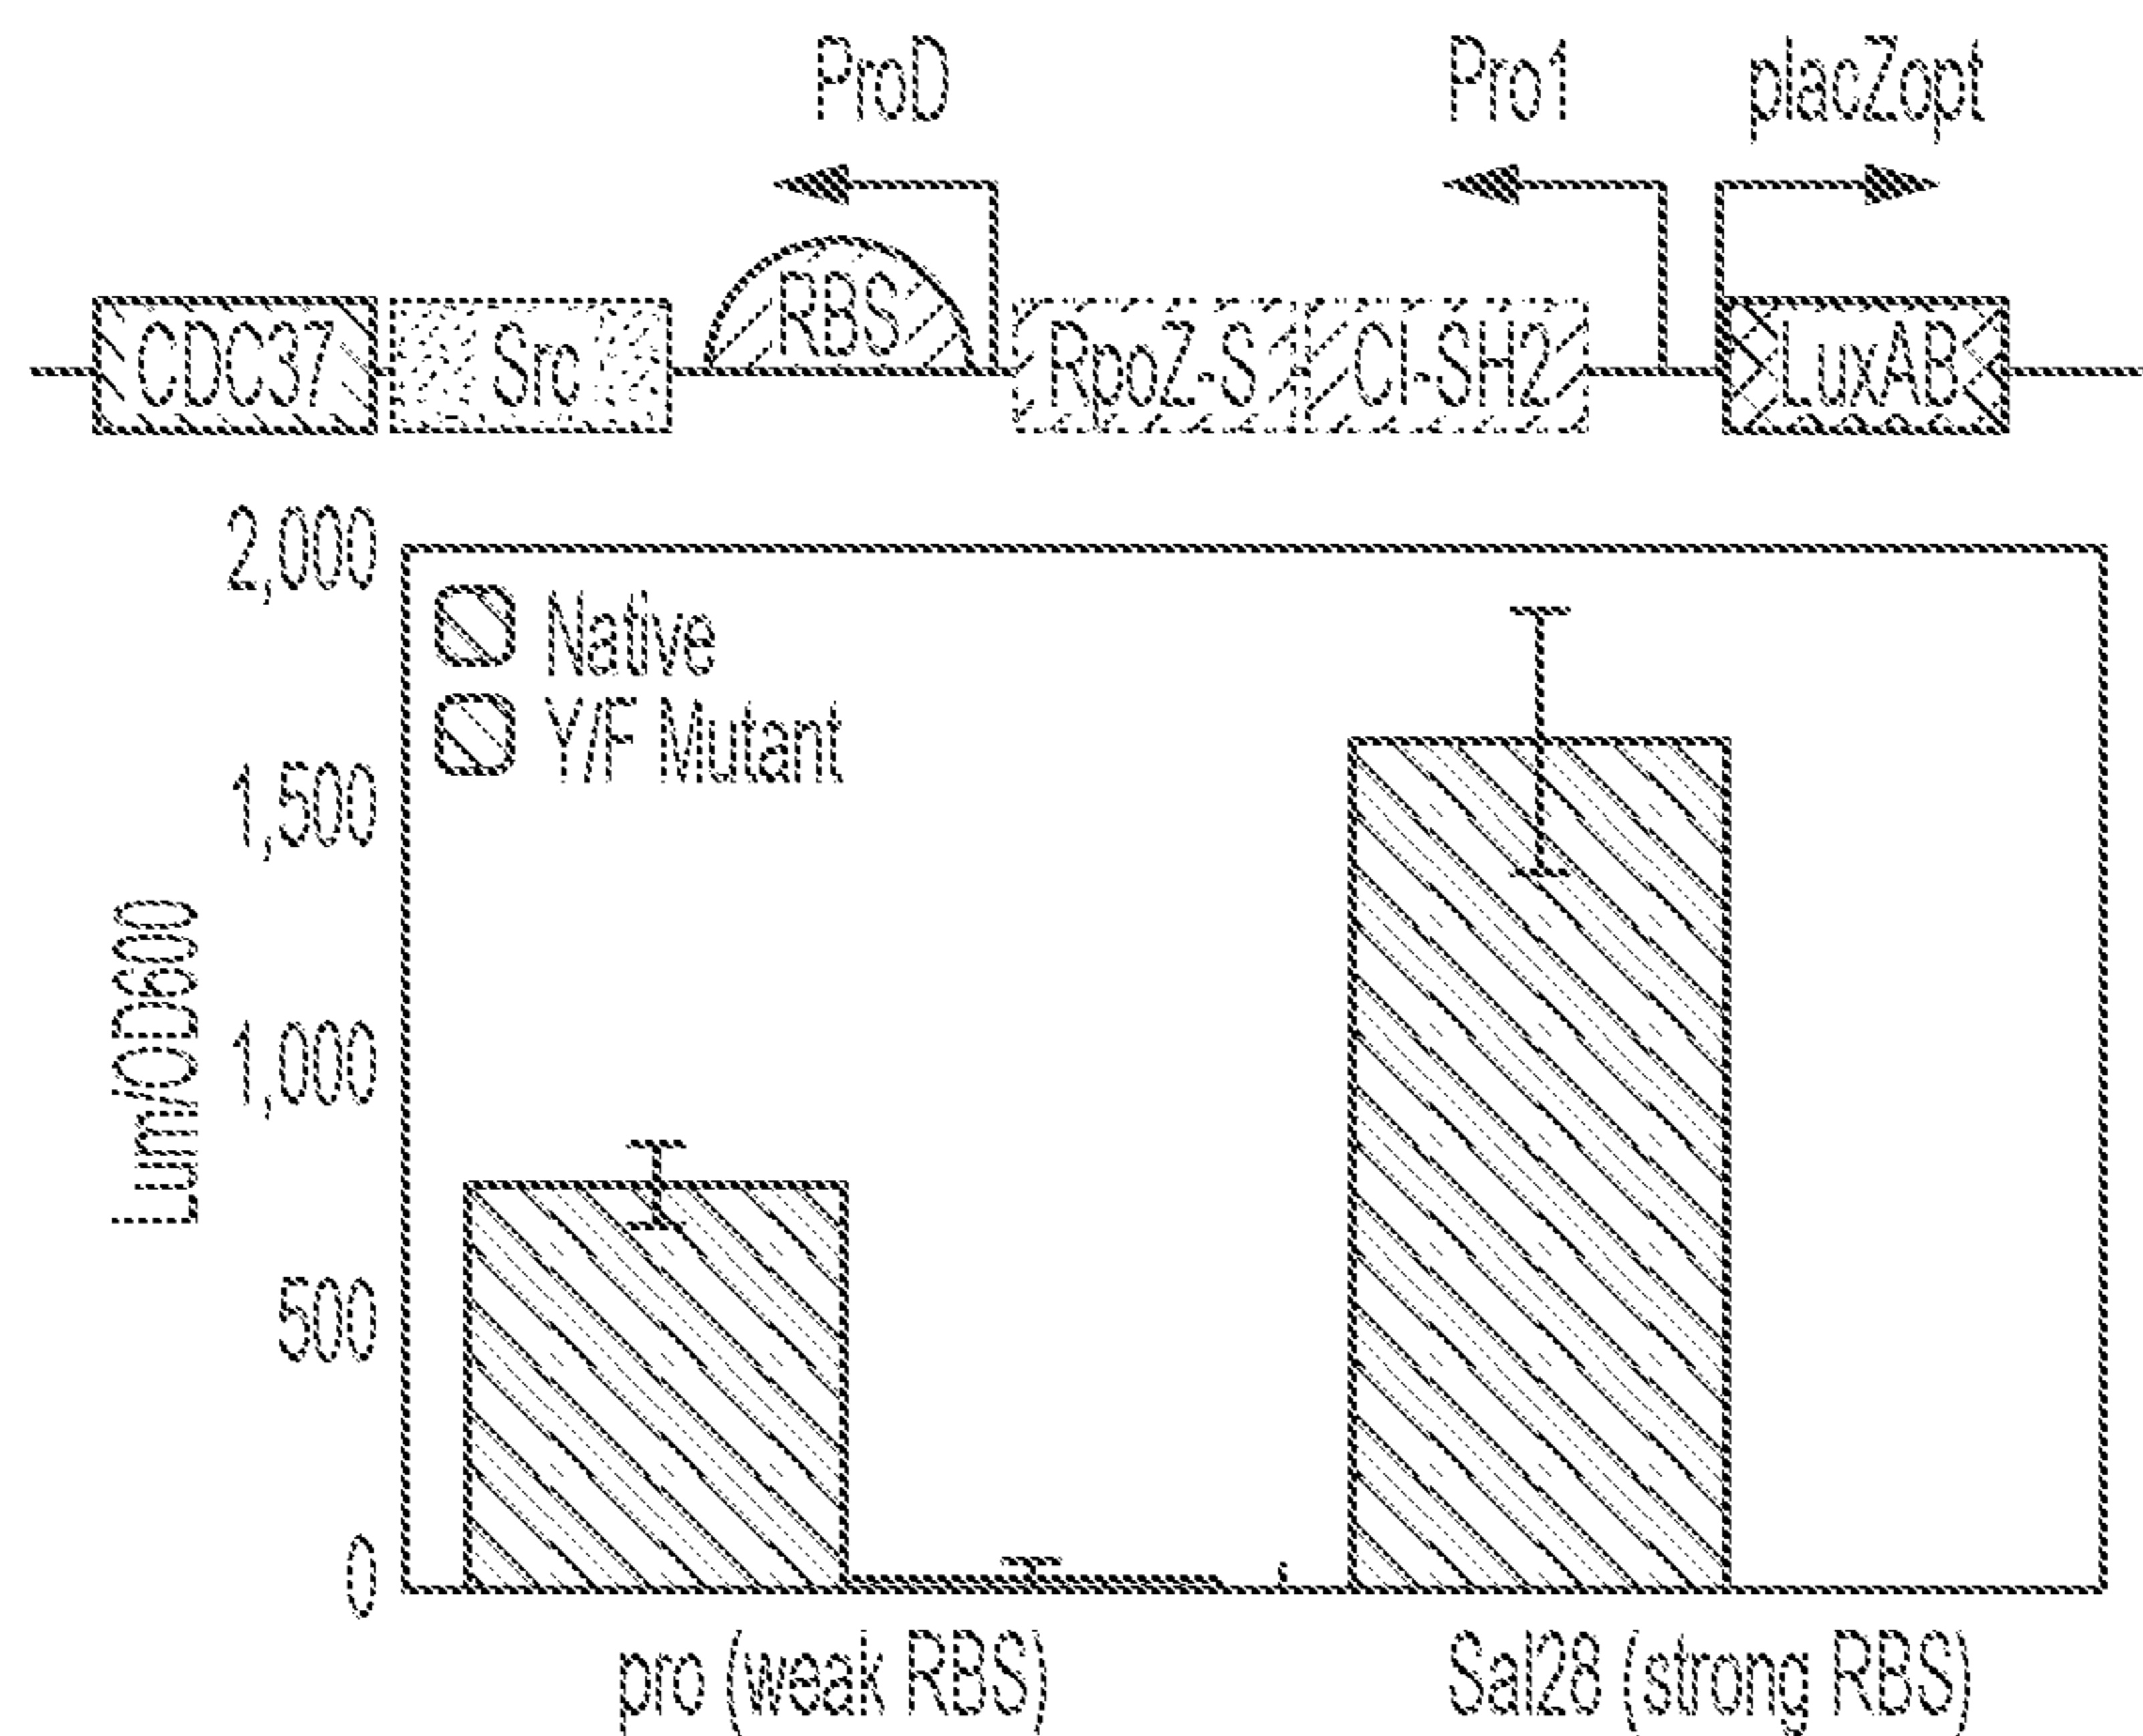 ProD Pro1 placZopt
CDC37 Src RBS RpoZ-S CI-SH2 LuxAB
2,000
Native
Y/F Mutant
1,500
Lum/OD600
1,000
500
0
pro (weak RBS) Sal28 (strong RBS)